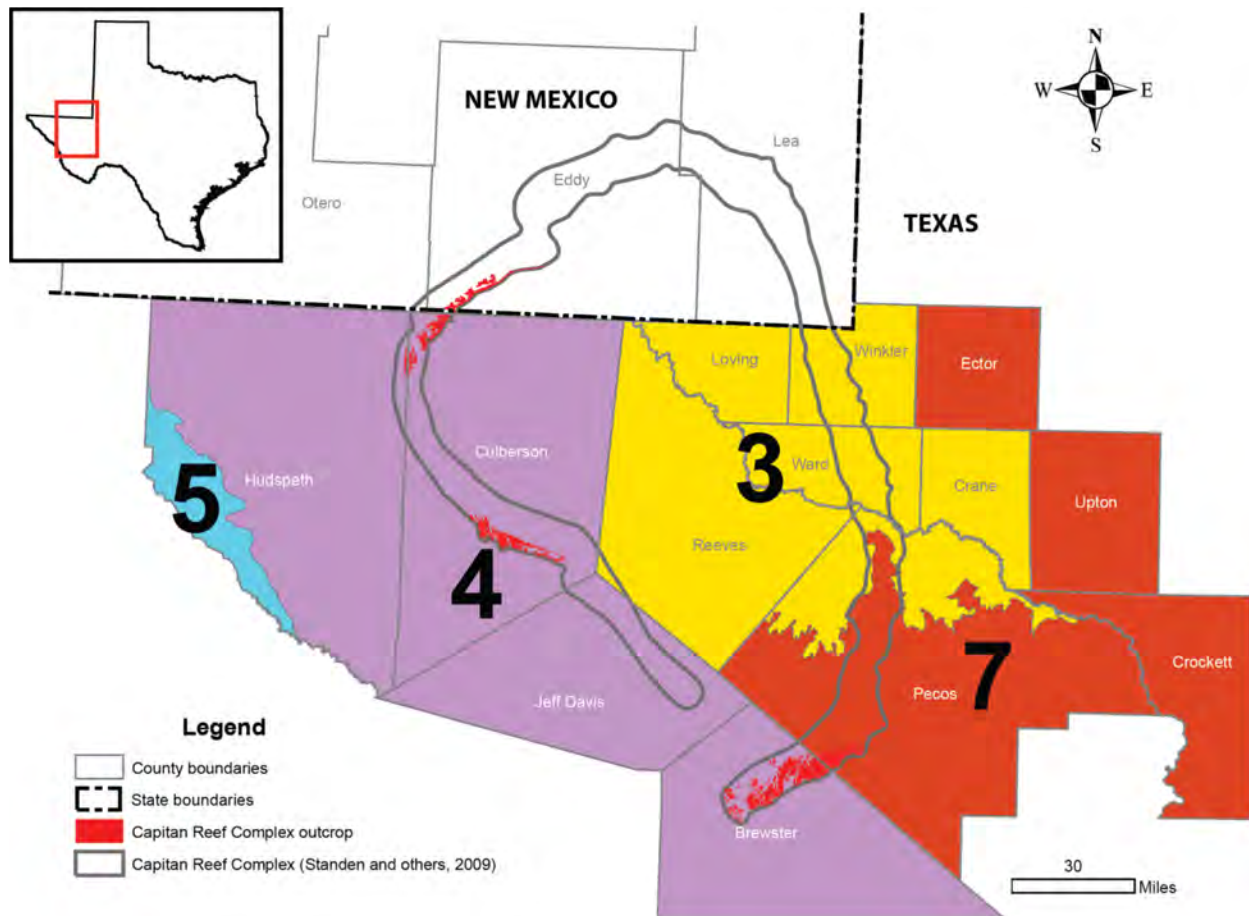 N
W E
S
NEW MEXICO
Lea
Eddy
Otero
TEXAS
Loving
Winkler
Ector
Culberson
Hudspeth
5
3
Ward
Crane
Upton
Reeves
4
7
Crockett
Pecos
Jeff Davis
Brewster
Legend
County boundaries
State boundaries
Capitan Reef Complex outcrop
Capitan Reef Complex (Standen and others, 2009)
30
Miles